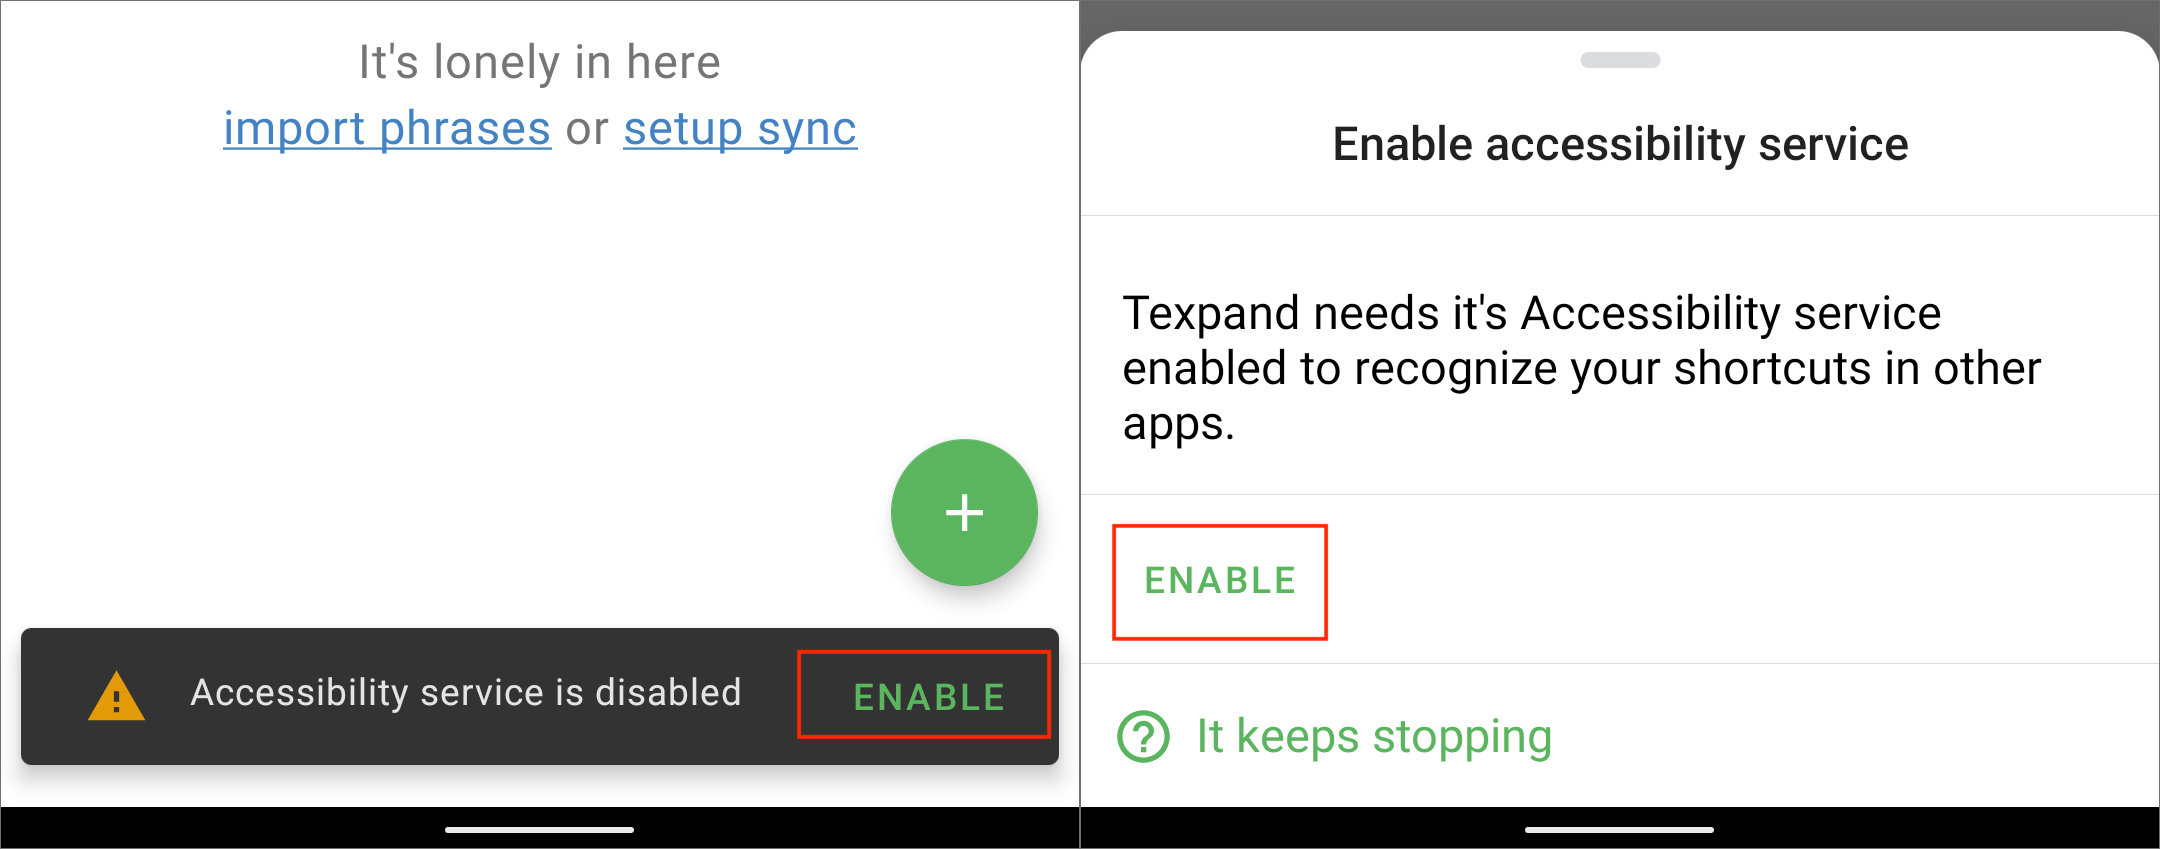 It's lonely in here
import phrases or setup sync
Accessibility service is disabled ENABLE
Enable accessibility service
Texpand needs it's Accessibility service
enabled to recognize your shortcuts in other
apps.
ENABLE
It keeps stopping